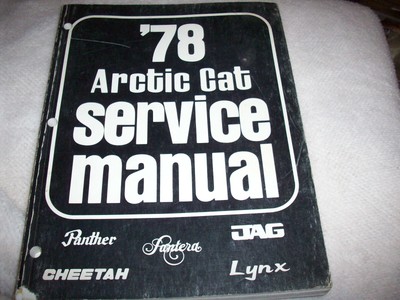 '78
Arctic Cat
service
manual
Panther Pantera JAG
CHEETAH Lynx